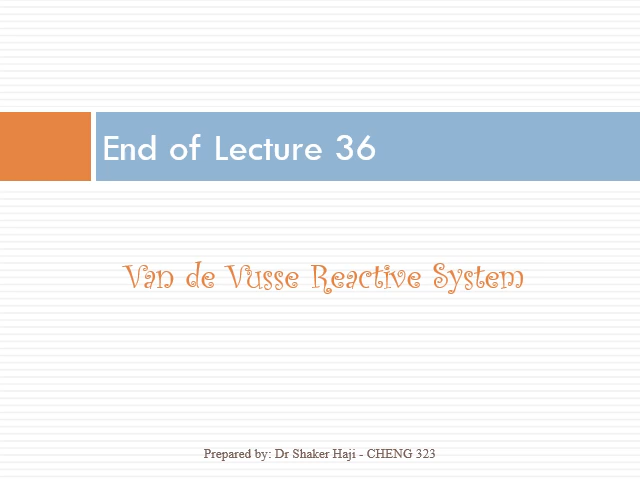 End of Lecture 36
Van de Vusse Reactive System
Prepared by: Dr Shaker Haji - CHENG 323